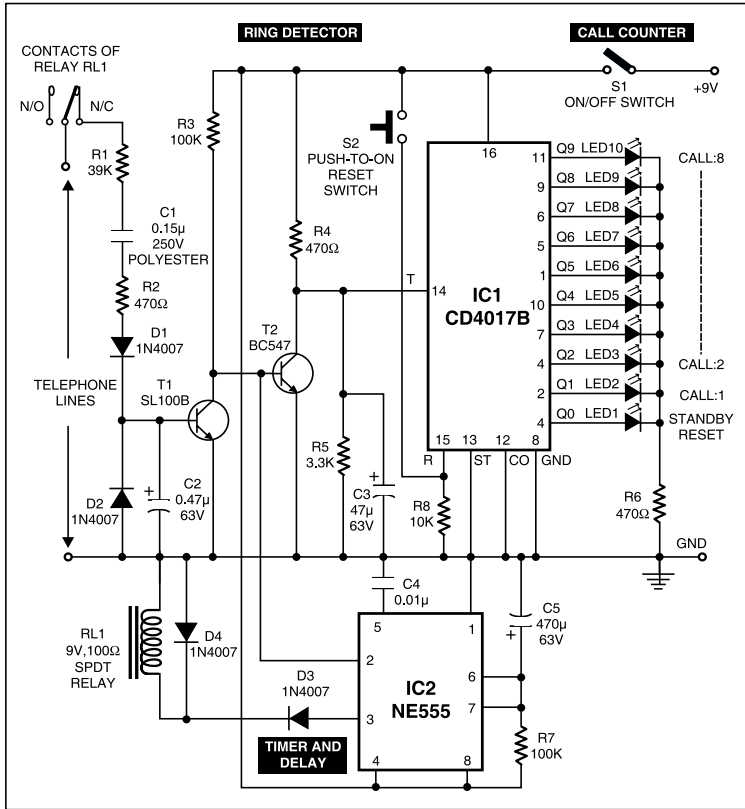 RING DETECTOR
CALL COUNTER
CONTACTS OF
RELAY RL1
N/O
N/C
R1
39K
C1
0.15µ
250V
POLYESTER
R2
470Ω
D1
1N4007
TELEPHONE
LINES
T1
SL100B
D2
1N4007
C2
0.47µ
63V
+
R3
100K
R4
470Ω
T2
BC547
R5
3.3K
C3
47µ
63V
+
S2
PUSH-TO-ON
RESET
SWITCH
S1
ON/OFF SWITCH
+9V
T
14
16
IC1
CD4017B
11 Q9 LED10 CALL:8
9 Q8 LED9
6 Q7 LED8
5 Q6 LED7
1 Q5 LED6
10 Q4 LED5
7 Q3 LED4
4 Q2 LED3 CALL:2
2 Q1 LED2 CALL:1
4 Q0 LED1 STANDBY
RESET
15 13 12 8
R ST CO GND
R8
10K
R6
470Ω
GND
RL1
9V,100Ω
SPDT
RELAY
D4
1N4007
D3
1N4007
C4
0.01µ
C5
470µ
63V
+
5 1
2
6
IC2
NE555
7
3
4 8
R7
100K
TIMER AND
DELAY